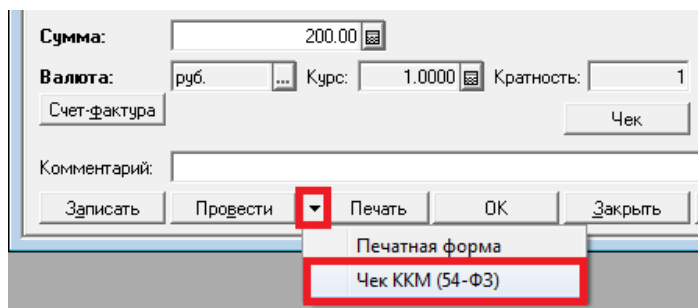 Сумма: 200.00
Валюта: руб. ... Курс: 1.0000 Кратность: 1
Счет-фактура Чек
Комментарий:
Записать Провести Печать OK Закрыть
Печатная форма
Чек ККМ (54-ФЗ)